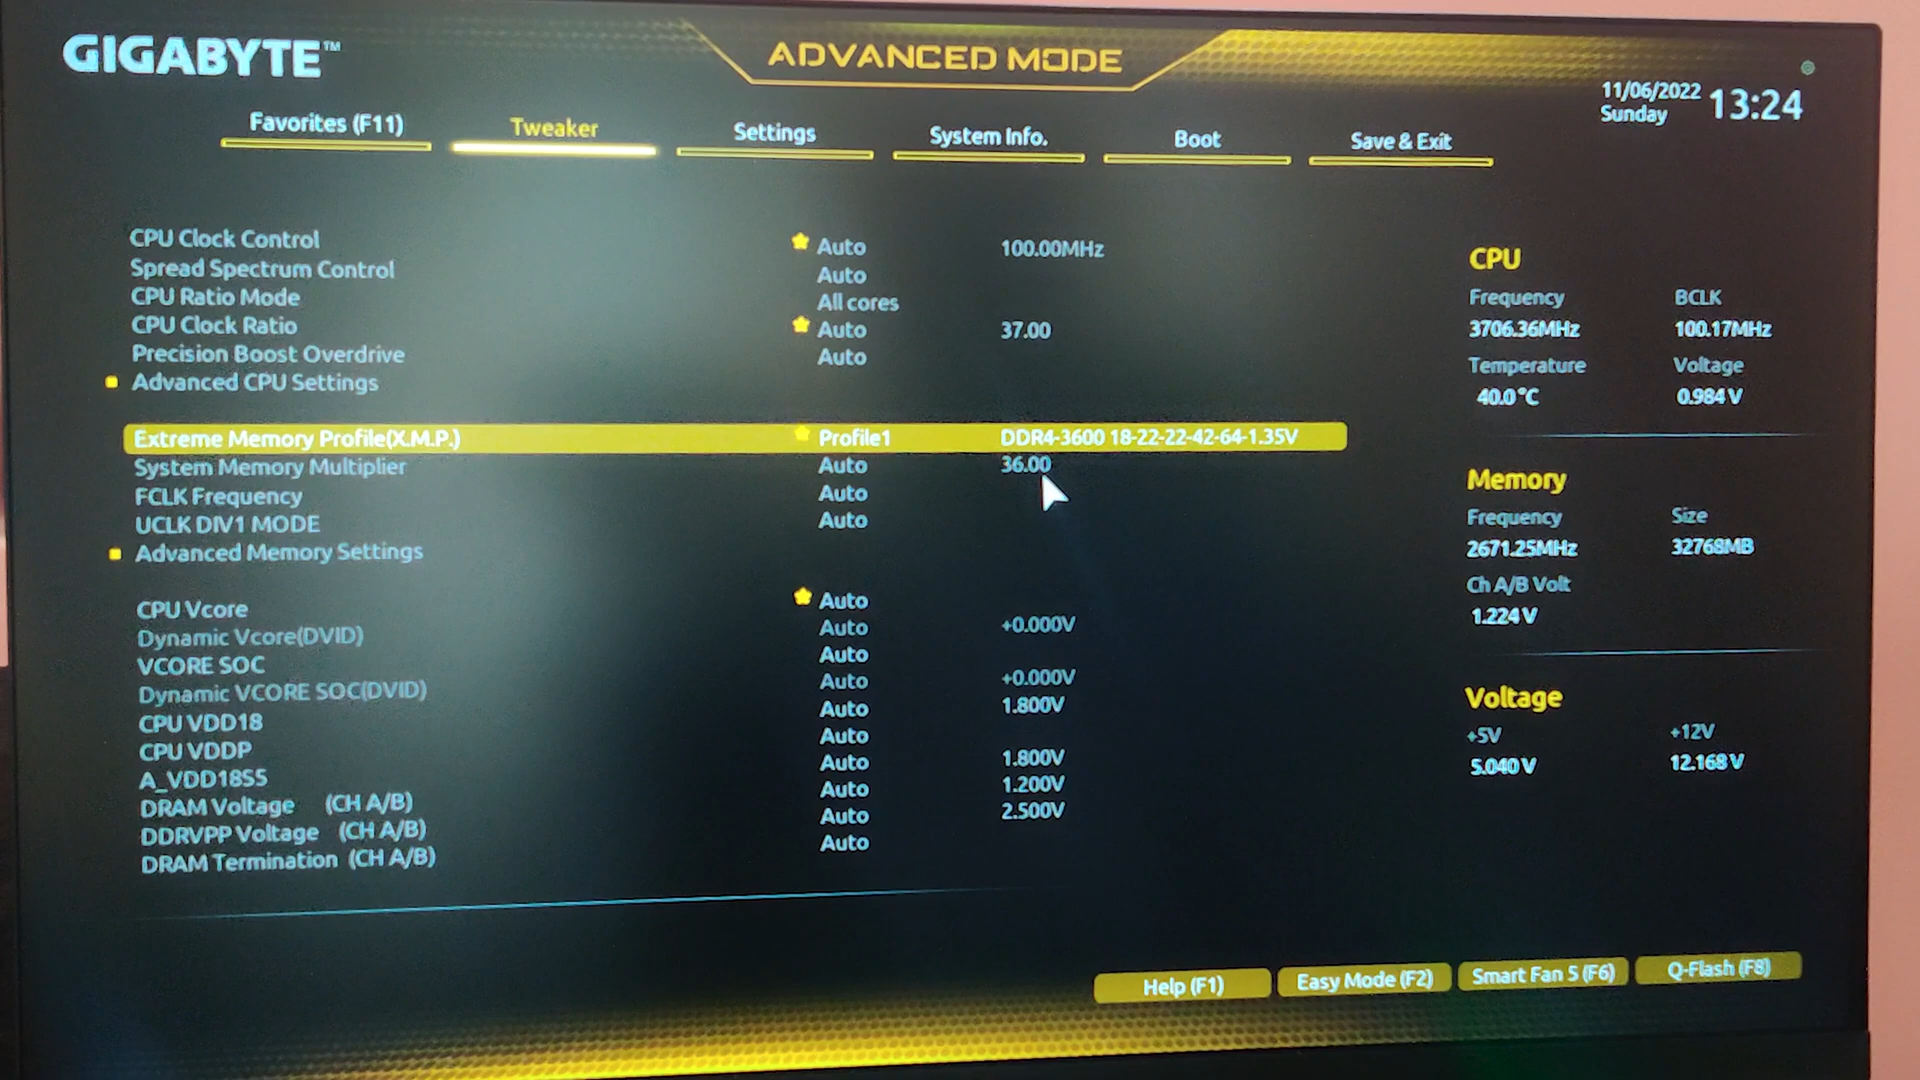 GIGABYTE™
ADVANCED MODE
11/06/2022
Sunday
13:24
Favorites (F11) Tweaker Settings System Info. Boot Save & Exit
CPU Clock Control Auto 100.00MHz
Spread Spectrum Control Auto
CPU Ratio Mode All cores
CPU Clock Ratio Auto 37.00
Precision Boost Overdrive Auto
Advanced CPU Settings
Extreme Memory Profile(X.M.P.) Profile1 DDR4-3600 18-22-22-42-64-1.35V
System Memory Multiplier Auto 36.00
FCLK Frequency Auto
UCLK DIV1 MODE Auto
Advanced Memory Settings
CPU Vcore Auto
Dynamic Vcore(DVID) Auto +0.000V
VCORE SOC Auto
Dynamic VCORE SOC(DVID) Auto +0.000V
CPU VDD18 Auto 1.800V
CPU VDDP Auto
A_VDD18S5 Auto 1.800V
DRAM Voltage (CH A/B) Auto 1.200V
DDRVPP Voltage (CH A/B) Auto 2.500V
DRAM Termination (CH A/B) Auto
CPU
Frequency BCLK
3706.36MHz 100.17MHz
Temperature Voltage
40.0 °C 0.984 V
Memory
Frequency Size
2671.25MHz 32768MB
Ch A/B Volt
1.224 V
Voltage
+5V +12V
5.040 V 12.168 V
Help (F1) Easy Mode (F2) Smart Fan 5 (F6) Q-Flash (F8)